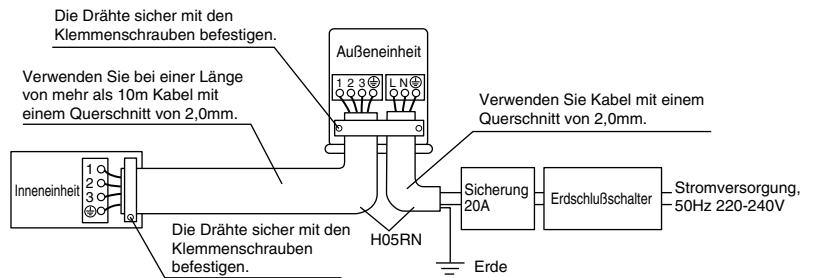 Die Drähte sicher mit den
Klemmenschrauben befestigen.
Außeneinheit
1 2 3
L N
Verwenden Sie bei einer Länge
von mehr als 10m Kabel mit
einem Querschnitt von 2,0mm.
Verwenden Sie Kabel mit einem
Querschnitt von 2,0mm.
Inneneinheit
1
2
3
Sicherung
20A
Erdschlußschalter
Stromversorgung,
50Hz 220-240V
Die Drähte sicher mit den
Klemmenschrauben
befestigen.
H05RN
Erde